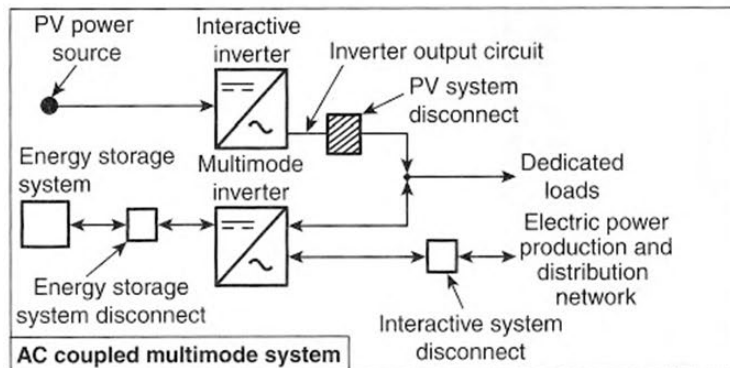 PV power
source
Interactive
inverter
Inverter output circuit
PV system
disconnect
Energy storage
system
Multimode
inverter
Dedicated
loads
Electric power
production and
distribution
network
Energy storage
system disconnect
Interactive system
disconnect
AC coupled multimode system